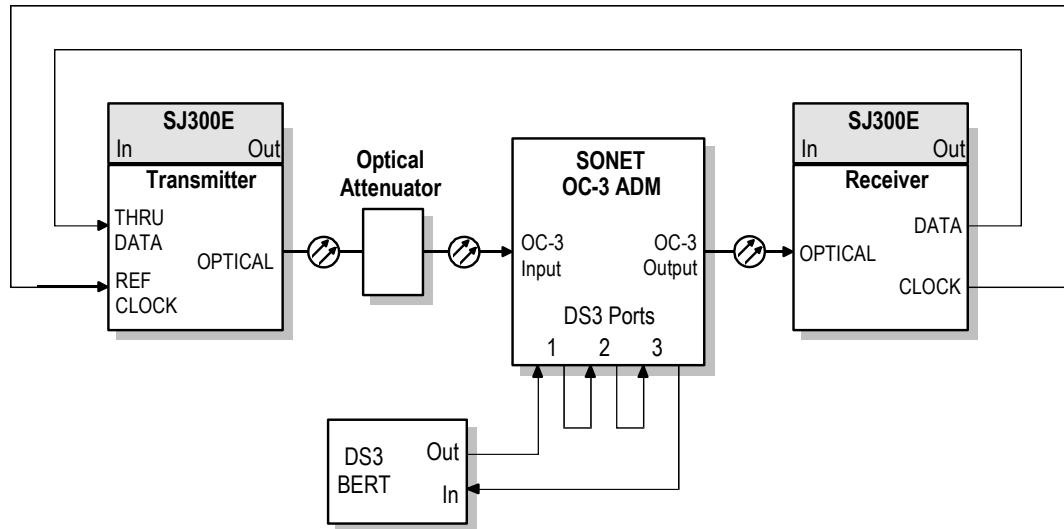 SJ300E
In Out
Transmitter
THRU
DATA
OPTICAL
REF
CLOCK
Optical
Attenuator
SONET
OC-3 ADM
OC-3
Input
OC-3
Output
DS3 Ports
1 2 3
SJ300E
In Out
Receiver
DATA
OPTICAL
CLOCK
DS3
BERT
Out
In